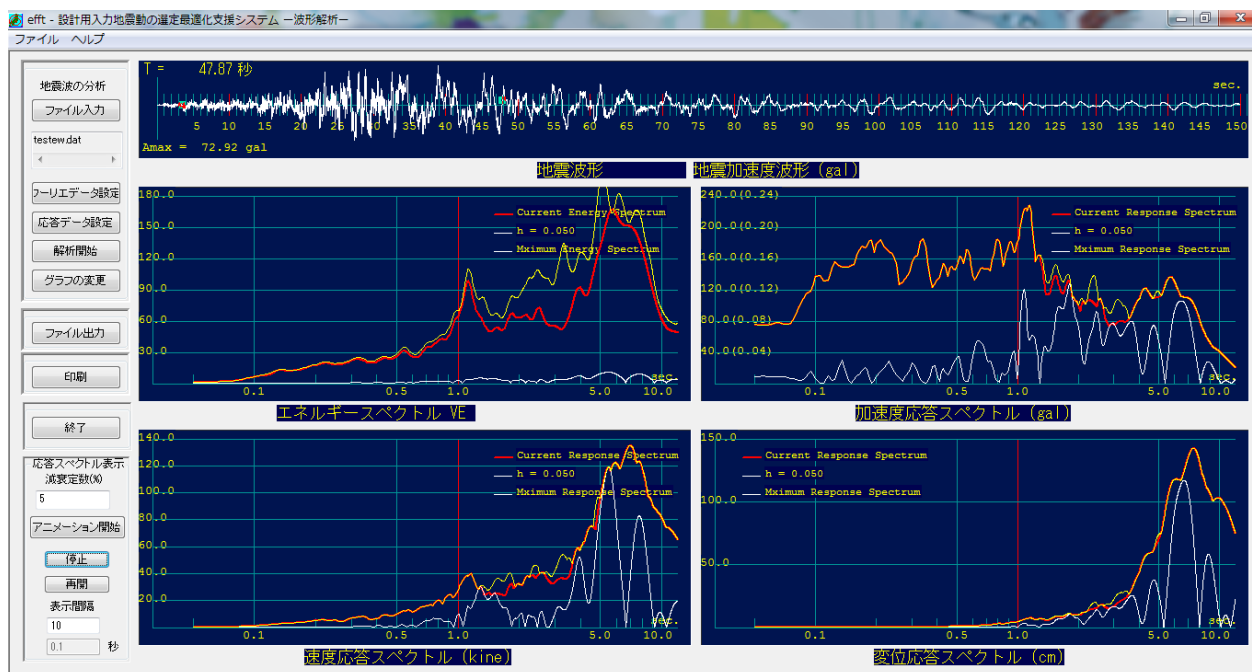 efft - 設計用入力地震動の選定最適化支援システム ー波形解析ー
ファイル ヘルプ
地震波の分析
ファイル入力
testew.dat
フーリエデータ設定
応答データ設定
解析開始
グラフの変更
ファイル出力
印刷
終了
応答スペクトル表示
減衰定数(%)
5
アニメーション開始
停止
再開
表示間隔
10
0.1 秒
T = 47.87 秒
sec.
5 10 15 20 25 30 35 40 45 50 55 60 65 70 75 80 85 90 95 100 105 110 115 120 125 130 135 140 145 150
Amax = 72.92 gal
地震波形 地震加速度波形 (gal)
180.0
150.0
120.0
90.0
60.0
30.0
Current Energy Spectrum
h = 0.050
Mximum Energy Spectrum
sec.
0.1 0.5 1.0 5.0 10.0
エネルギースペクトル VE
240.0(0.24)
200.0(0.20)
160.0(0.16)
120.0(0.12)
80.0(0.08)
40.0(0.04)
Current Response Spectrum
h = 0.050
Mximum Response Spectrum
sec.
0.1 0.5 1.0 5.0 10.0
加速度応答スペクトル (gal)
140.0
120.0
100.0
80.0
60.0
40.0
20.0
Current Response Spectrum
h = 0.050
Mximum Response Spectrum
sec.
0.1 0.5 1.0 5.0 10.0
速度応答スペクトル (kine)
150.0
100.0
50.0
Current Response Spectrum
h = 0.050
Mximum Response Spectrum
sec.
0.1 0.5 1.0 5.0 10.0
変位応答スペクトル (cm)